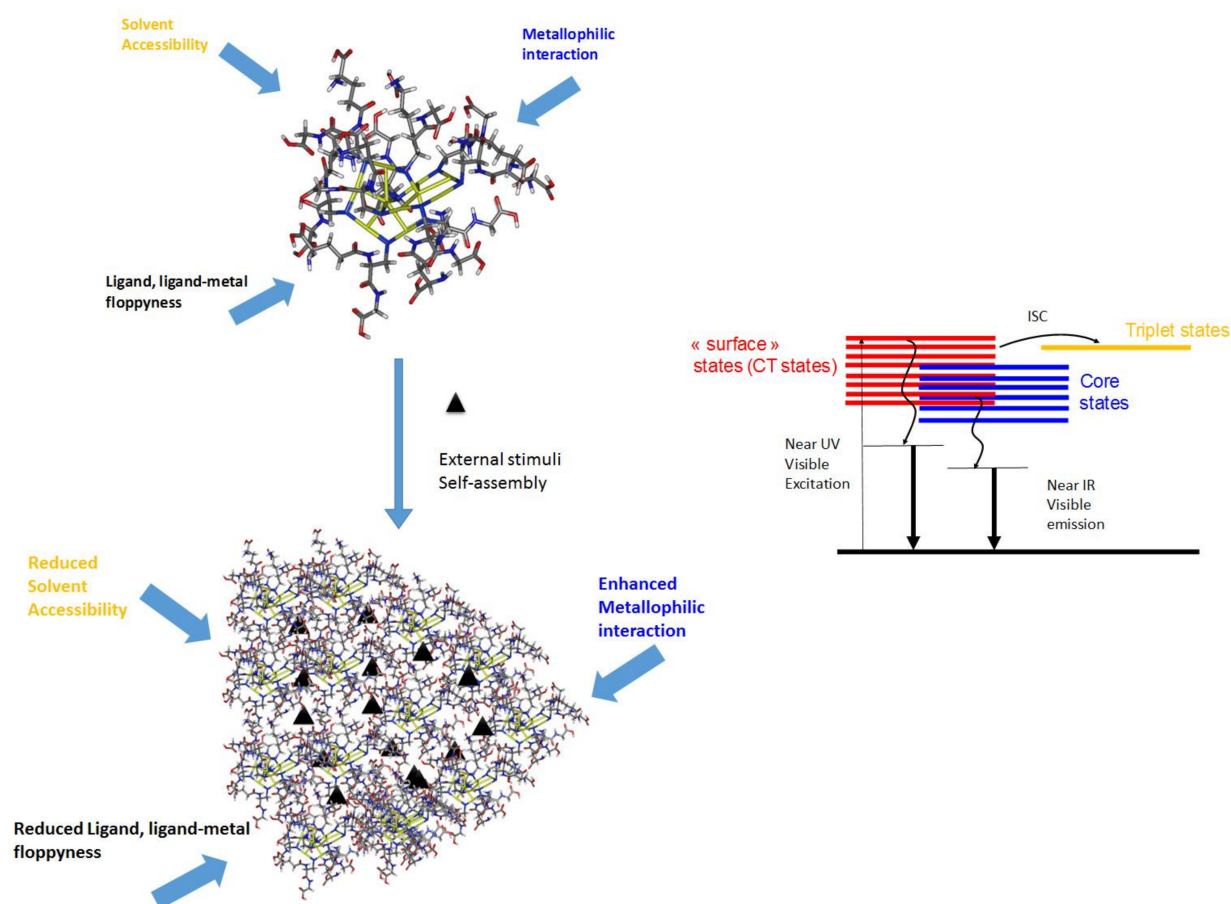 Solvent
Accessibility
Metallophilic
interaction
Ligand, ligand-metal
floppyness
External stimuli
Self-assembly
Reduced
Solvent
Accessibility
Enhanced
Metallophilic
interaction
Reduced Ligand, ligand-metal
floppyness
ISC
Triplet states
« surface »
states (CT states)
Core
states
Near UV
Visible
Excitation
Near IR
Visible
emission